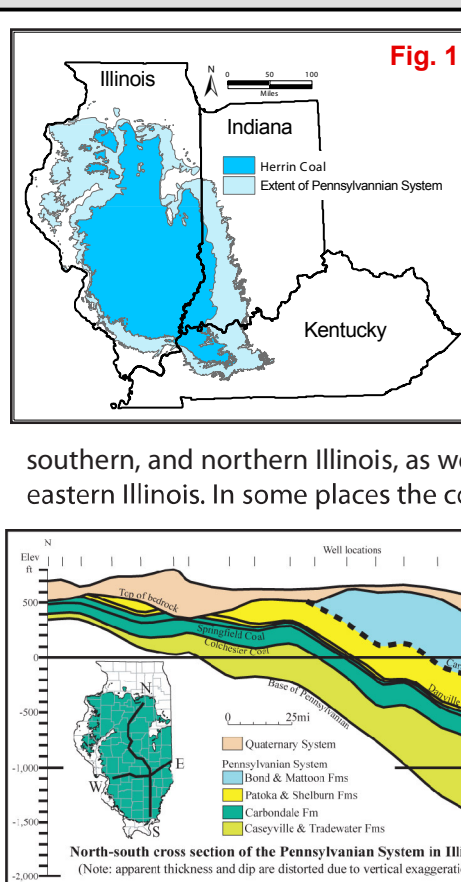 Fig. 1
Illinois
N
0 50 100
Miles
Indiana
Herrin Coal
Extent of Pennsylvannian System
Kentucky
southern, and northern Illinois, as we
eastern Illinois. In some places the co
N
Elev
ft
Well locations
Top of bedrock
500
Springfield Coal
Colchester Coal
Car
0
Danville
Base of Pennsylvanian
-500
N
0 25mi
Quaternary System
E
Pennsylvanian System
Bond & Mattoon Fms
-1,000
W
Patoka & Shelburn Fms
Carbondale Fm
-1,500
S
Caseyville & Tradewater Fms
North-south cross section of the Pennsylvanian System in Illi
(Note: apparent thickness and dip are distorted due to vertical exaggerati
-2,000